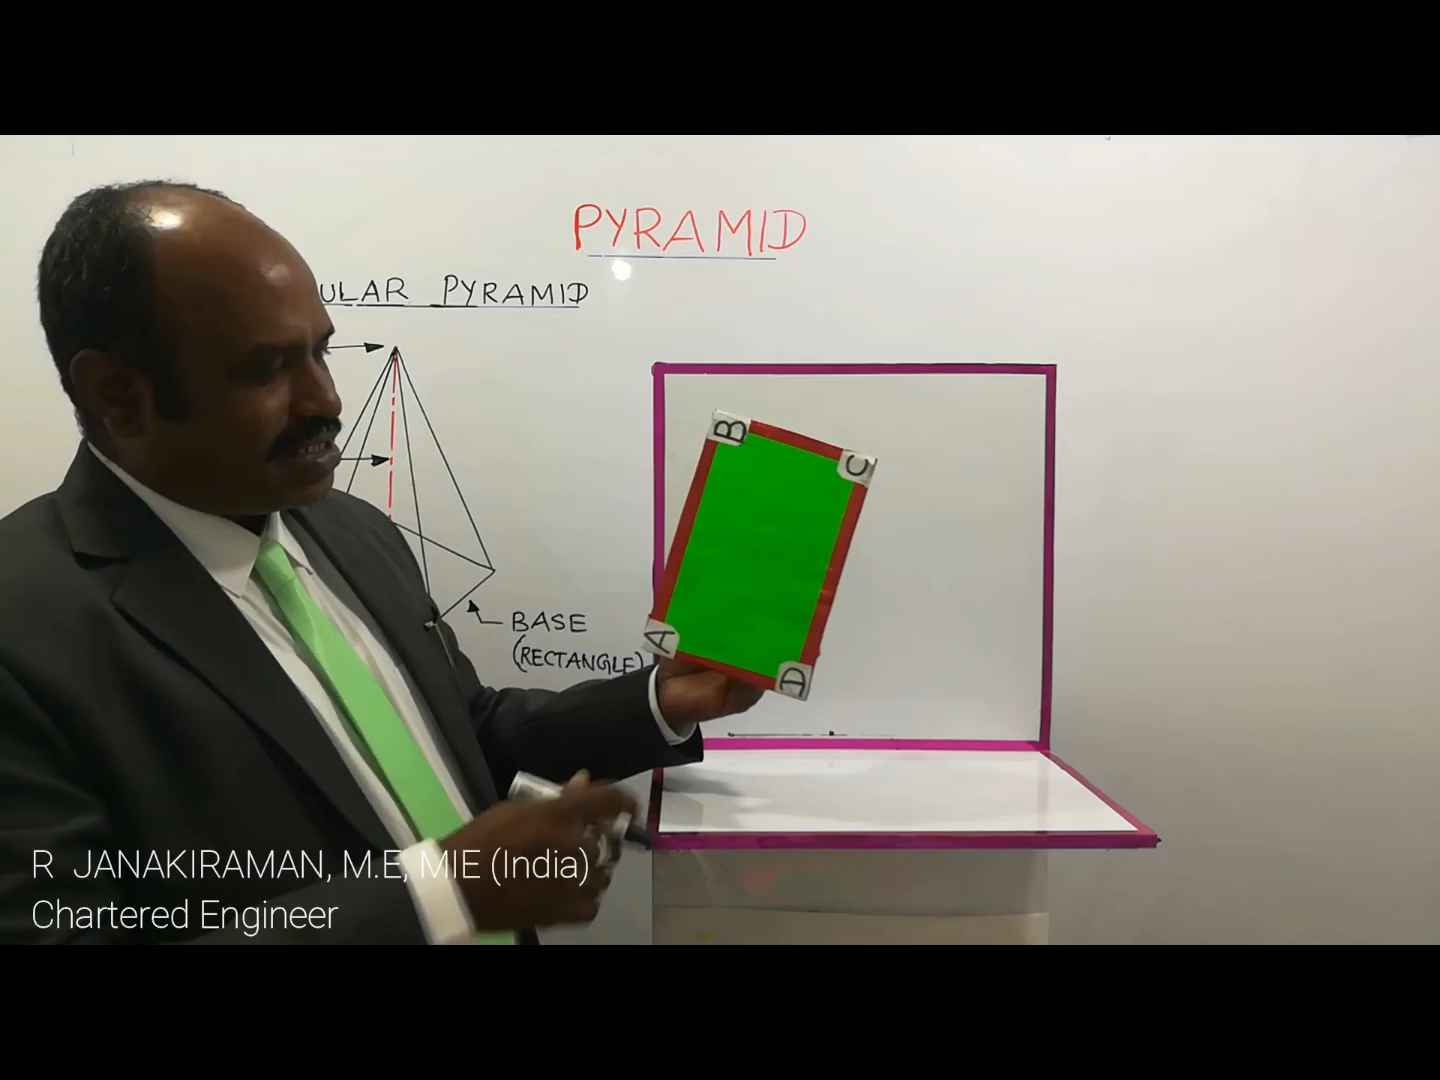 PYRAMID
ULAR PYRAMID
B
C
A
D
BASE
(RECTANGLE)
R JANAKIRAMAN, M.E, MIE (India)
Chartered Engineer